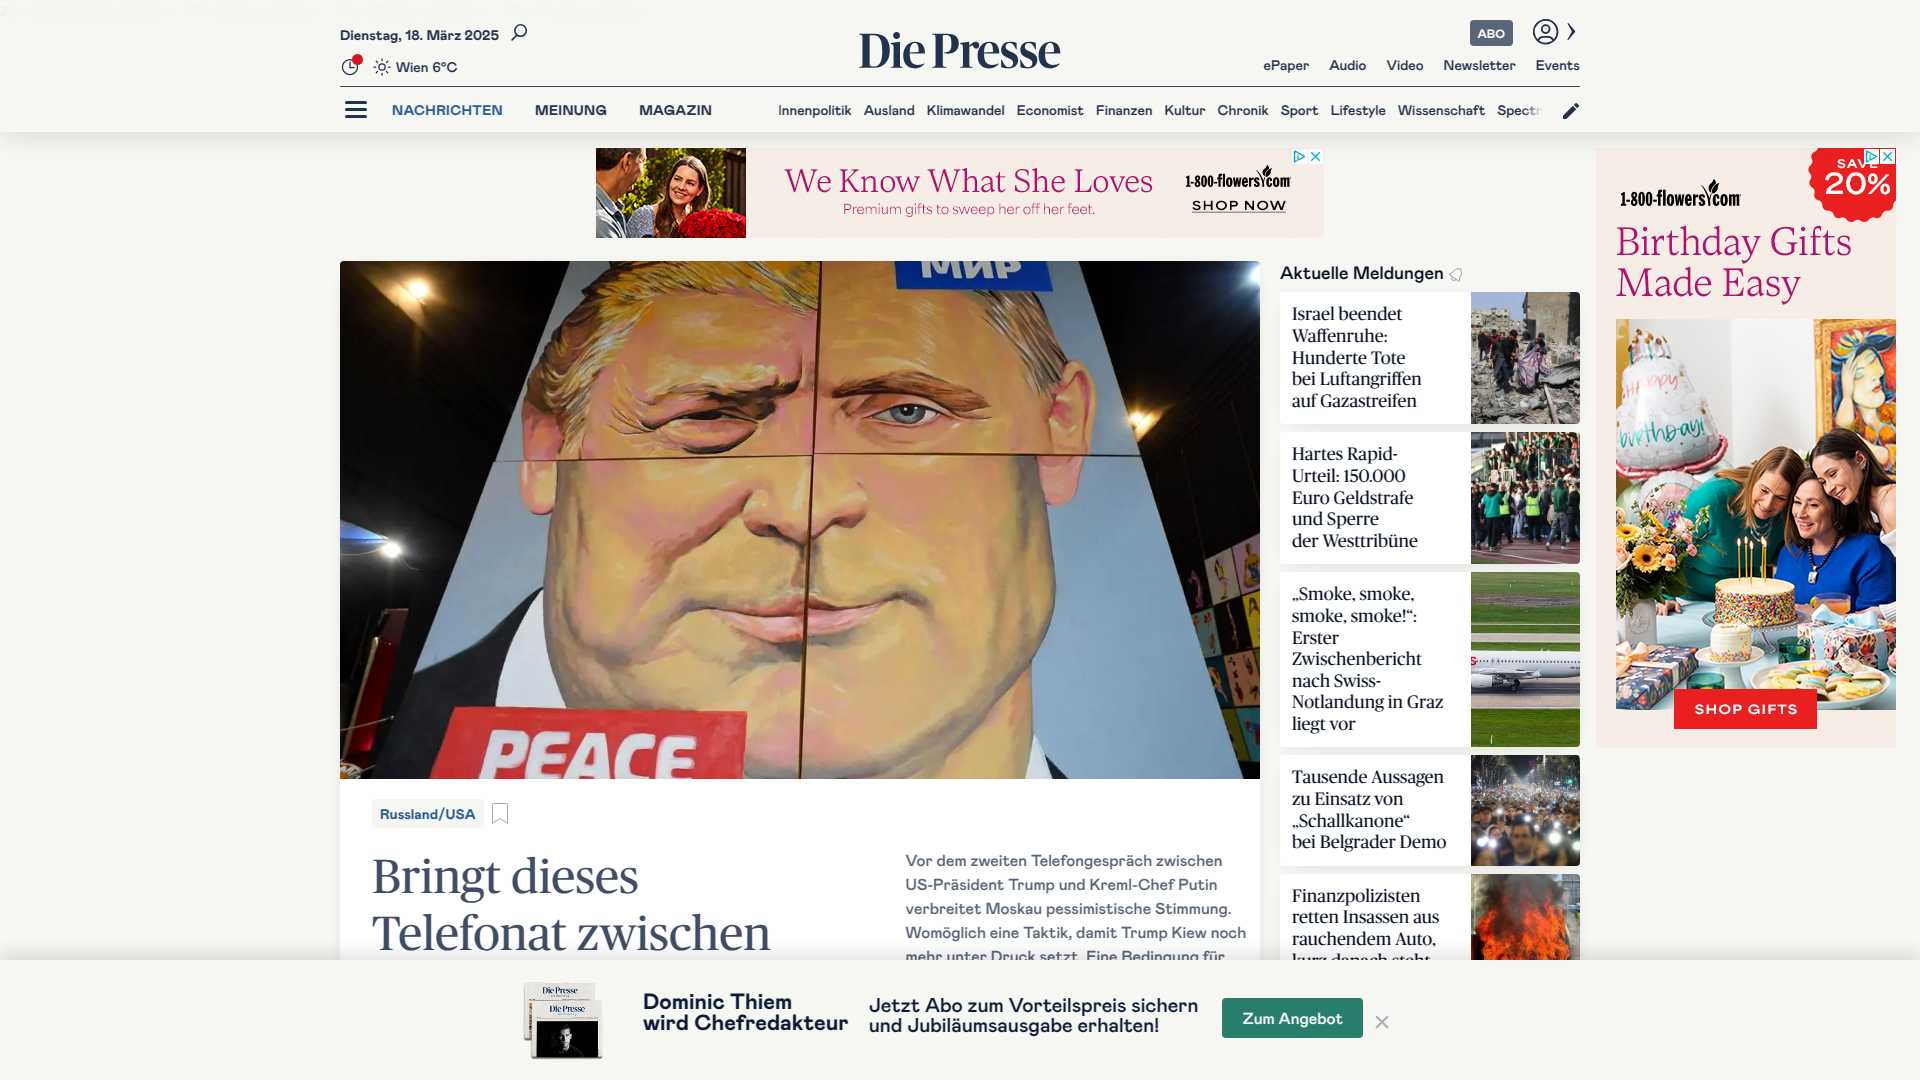 Dienstag, 18. März 2025
Wien 6°C
Die Presse
ABO
ePaper Audio Video Newsletter Events
NACHRICHTEN MEINUNG MAGAZIN
Innenpolitik Ausland Klimawandel Economist Finanzen Kultur Chronik Sport Lifestyle Wissenschaft Spectr
We Know What She Loves
Premium gifts to sweep her off her feet.
1-800-flowers.com
SHOP NOW
SAVE
20%
1-800-flowers.com
Birthday Gifts
Made Easy
HAPPY
birthday!
SHOP GIFTS
МИР
PEACE
Aktuelle Meldungen
Israel beendet
Waffenruhe:
Hunderte Tote
bei Luftangriffen
auf Gazastreifen
Hartes Rapid-
Urteil: 150.000
Euro Geldstrafe
und Sperre
der Westtribüne
„Smoke, smoke,
smoke, smoke!“:
Erster
Zwischenbericht
nach Swiss-
Notlandung in Graz
liegt vor
Tausende Aussagen
zu Einsatz von
„Schallkanone“
bei Belgrader Demo
Finanzpolizisten
retten Insassen aus
rauchendem Auto,
kurz danach steht
Russland/USA
Bringt dieses
Telefonat zwischen
Vor dem zweiten Telefongespräch zwischen
US-Präsident Trump und Kreml-Chef Putin
verbreitet Moskau pessimistische Stimmung.
Womöglich eine Taktik, damit Trump Kiew noch
mehr unter Druck setzt. Eine Bedingung für
Die Presse
Die Presse
Dominic Thiem
wird Chefredakteur
Jetzt Abo zum Vorteilspreis sichern
und Jubiläumsausgabe erhalten!
Zum Angebot